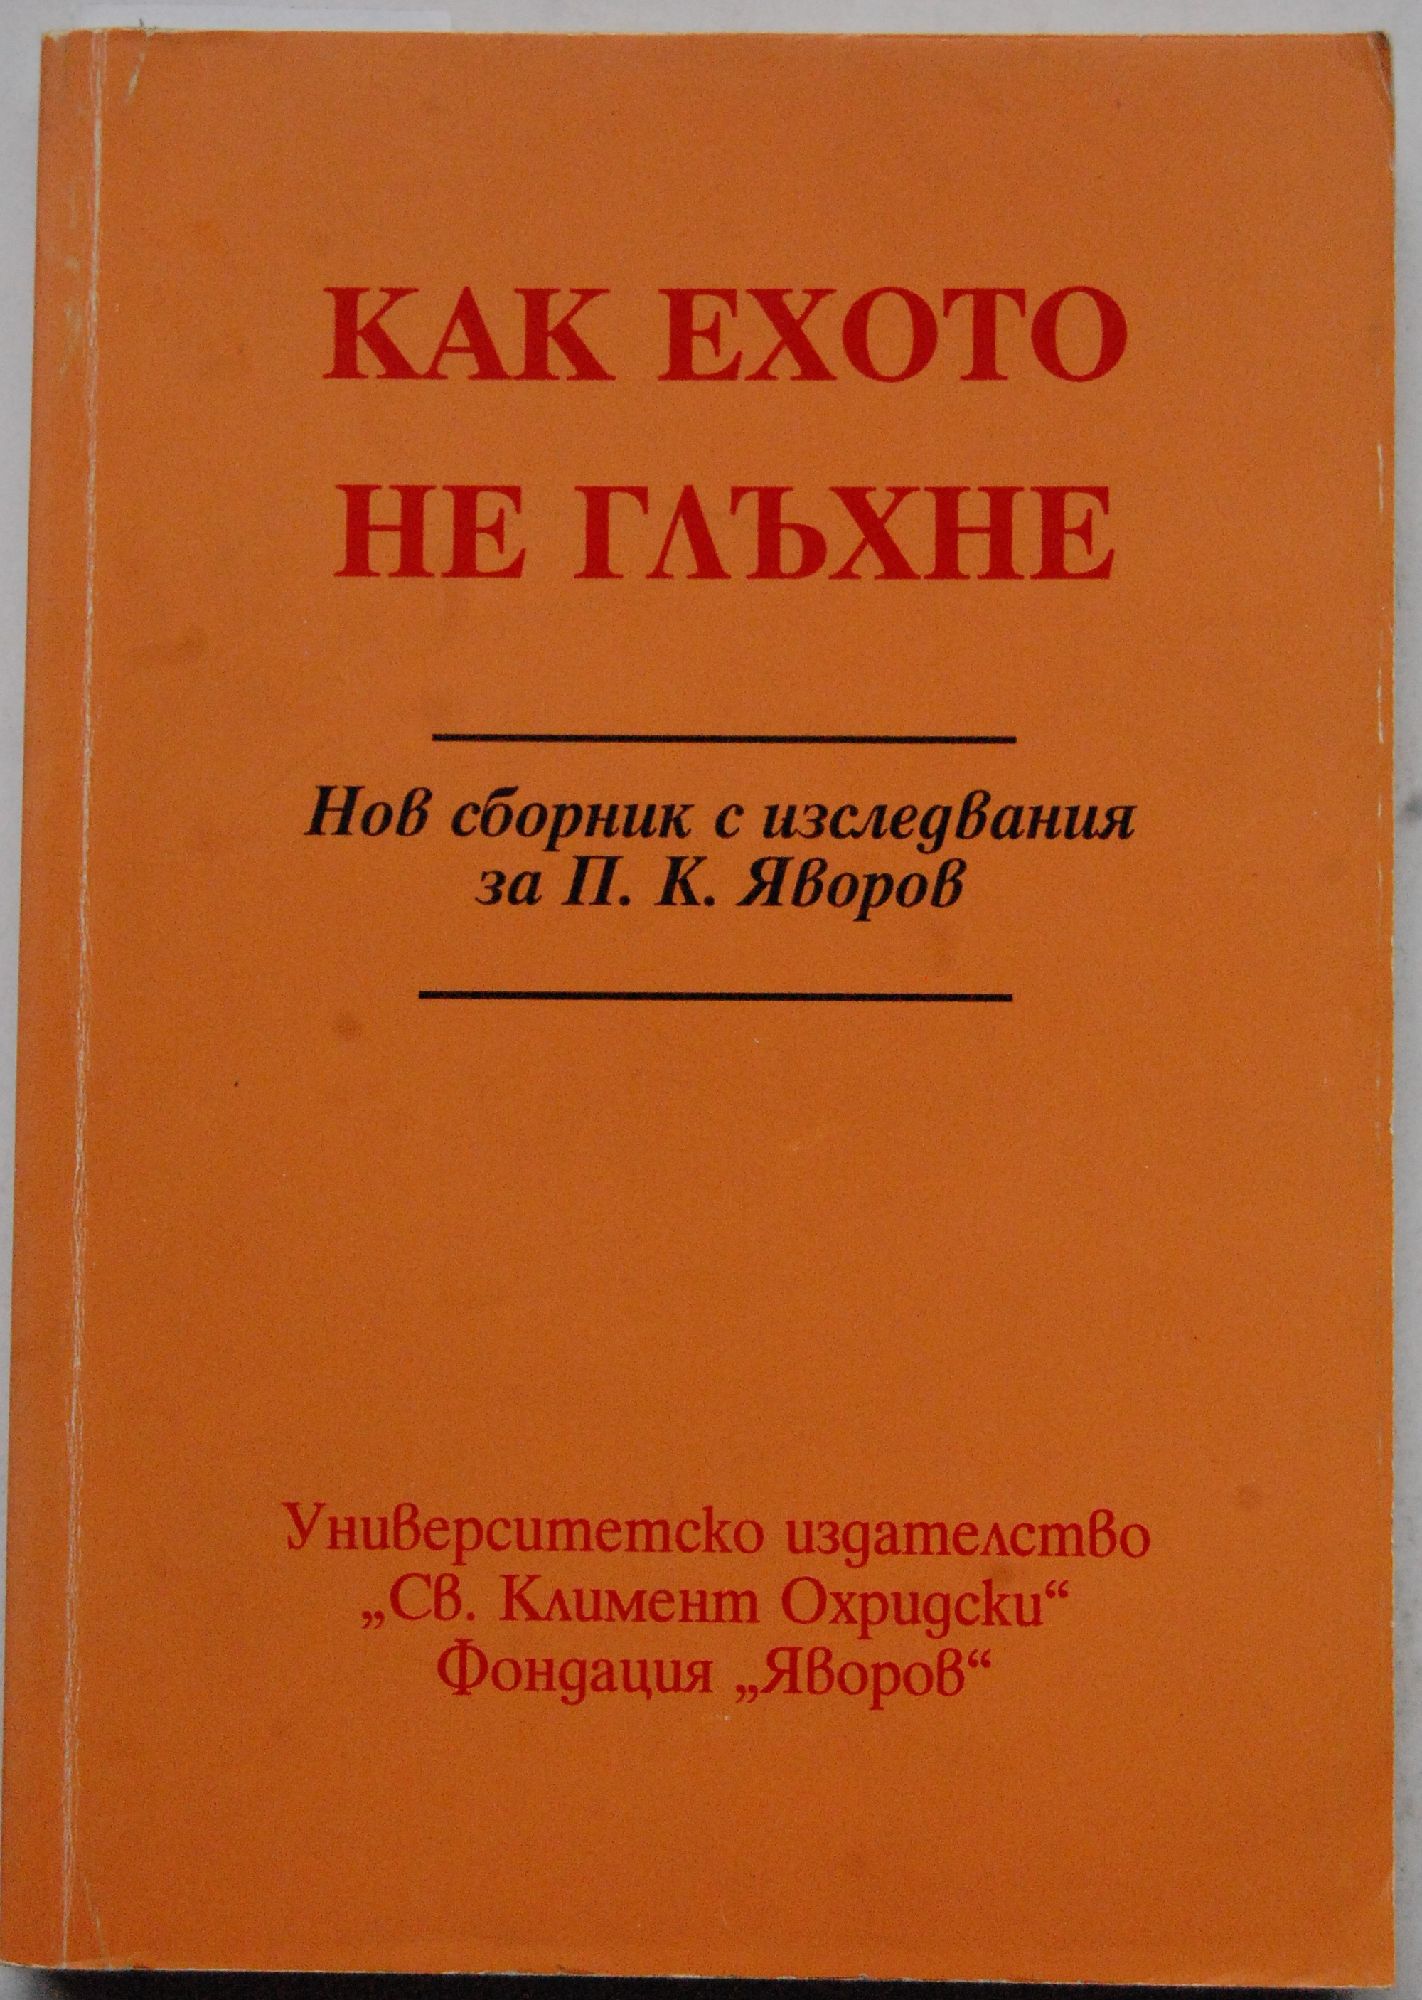 КАК ЕХОТО
НЕ ГЛЪХНЕ
Нов сборник с изследвания
за П. К. Яворов
Университетско издателство
„Св. Климент Охридски“
Фондация „Яворов“